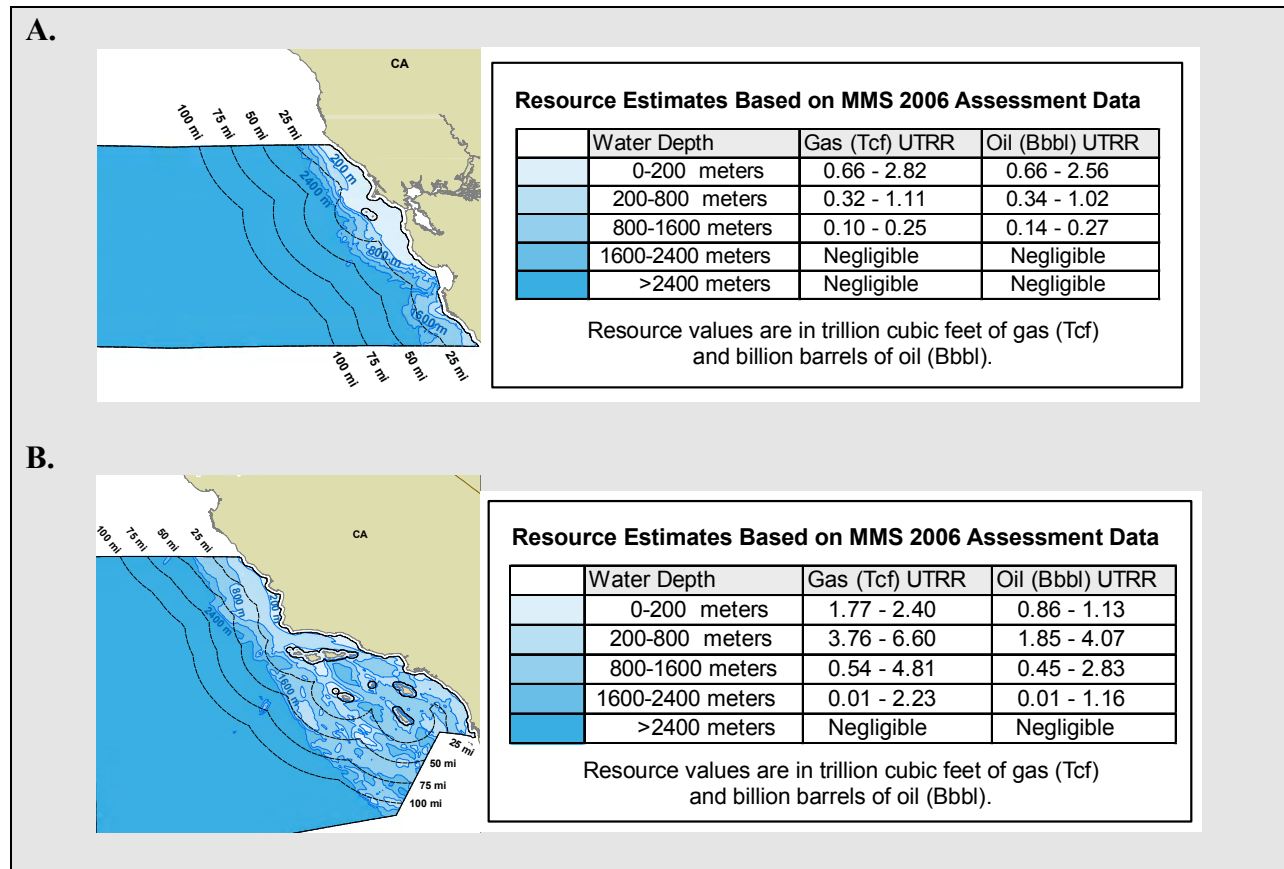 A.
CA
100 mi
75 mi
50 mi
25 mi
200 m
2400 m
800 m
1600 m
100 mi
75 mi
50 mi
25 mi
Resource Estimates Based on MMS 2006 Assessment Data
Water Depth Gas (Tcf) UTRR Oil (Bbbl) UTRR
0-200 meters 0.66 - 2.82 0.66 - 2.56
200-800 meters 0.32 - 1.11 0.34 - 1.02
800-1600 meters 0.10 - 0.25 0.14 - 0.27
1600-2400 meters Negligible Negligible
>2400 meters Negligible Negligible
Resource values are in trillion cubic feet of gas (Tcf)
and billion barrels of oil (Bbbl).
B.
CA
100 mi
75 mi
50 mi
25 mi
800 m
200 m
2400 m
1600 m
25 mi
50 mi
75 mi
100 mi
Resource Estimates Based on MMS 2006 Assessment Data
Water Depth Gas (Tcf) UTRR Oil (Bbbl) UTRR
0-200 meters 1.77 - 2.40 0.86 - 1.13
200-800 meters 3.76 - 6.60 1.85 - 4.07
800-1600 meters 0.54 - 4.81 0.45 - 2.83
1600-2400 meters 0.01 - 2.23 0.01 - 1.16
>2400 meters Negligible Negligible
Resource values are in trillion cubic feet of gas (Tcf)
and billion barrels of oil (Bbbl).